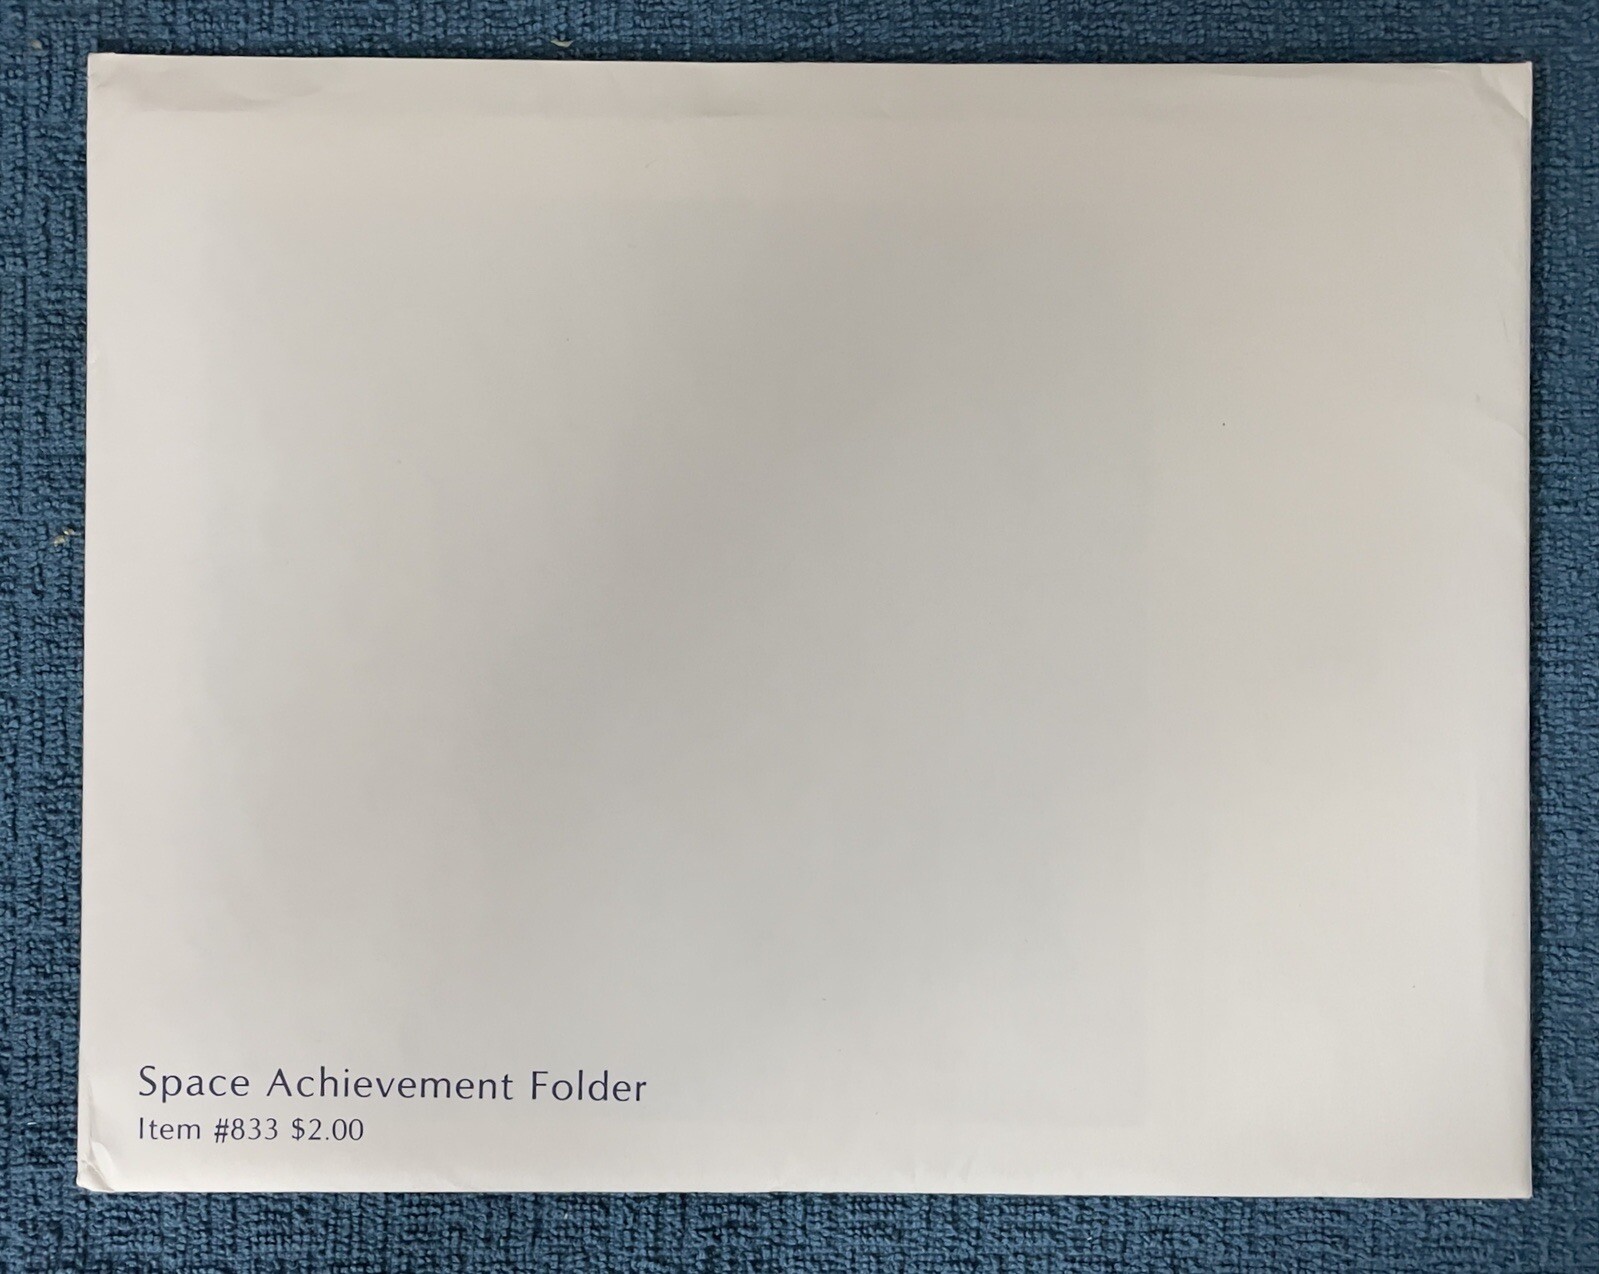 Space Achievement Folder
Item #833 $2.00